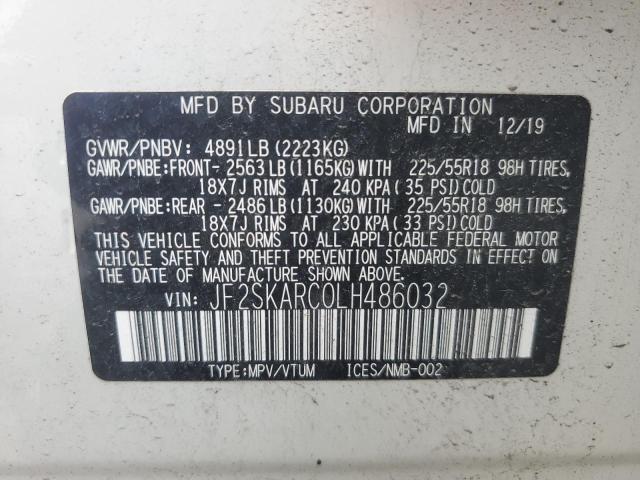 MFD BY SUBARU CORPORATION
MFD IN 12/19
GVWR/PNBV: 4891LB (2223KG)
GAWR/PNBE:FRONT- 2563LB(1165KG)WITH 225/55R18 98H TIRES,
18X7J RIMS AT 240 KPA(35 PSI)COLD
GAWR/PNBE:REAR - 2486LB(1130KG)WITH 225/55R18 98H TIRES,
18X7J RIMS AT 230 KPA(33 PSI)COLD
THIS VEHICLE CONFORMS TO ALL APPLICABLE FEDERAL MOTOR
VEHICLE SAFETY AND THEFT PREVENTION STANDARDS IN EFFECT ON
THE DATE OF MANUFACTURE SHOWN ABOVE.
VIN: JF2SKARC0LH486032
TYPE:MPV/VTUM ICES/NMB-002